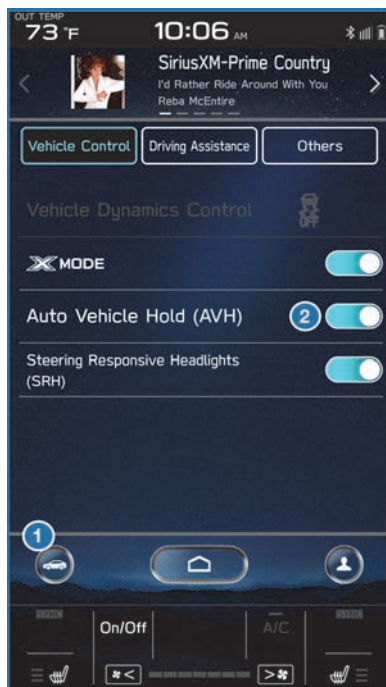 OUT TEMP
73°F
10:06 AM
SiriusXM-Prime Country
I'd Rather Ride Around With You
Reba McEntire
Vehicle Control
Driving Assistance
Others
Vehicle Dynamics Control
OFF
X MODE
Auto Vehicle Hold (AVH)
2
Steering Responsive Headlights
(SRH)
1
SYNC
SYNC
On/Off
A/C